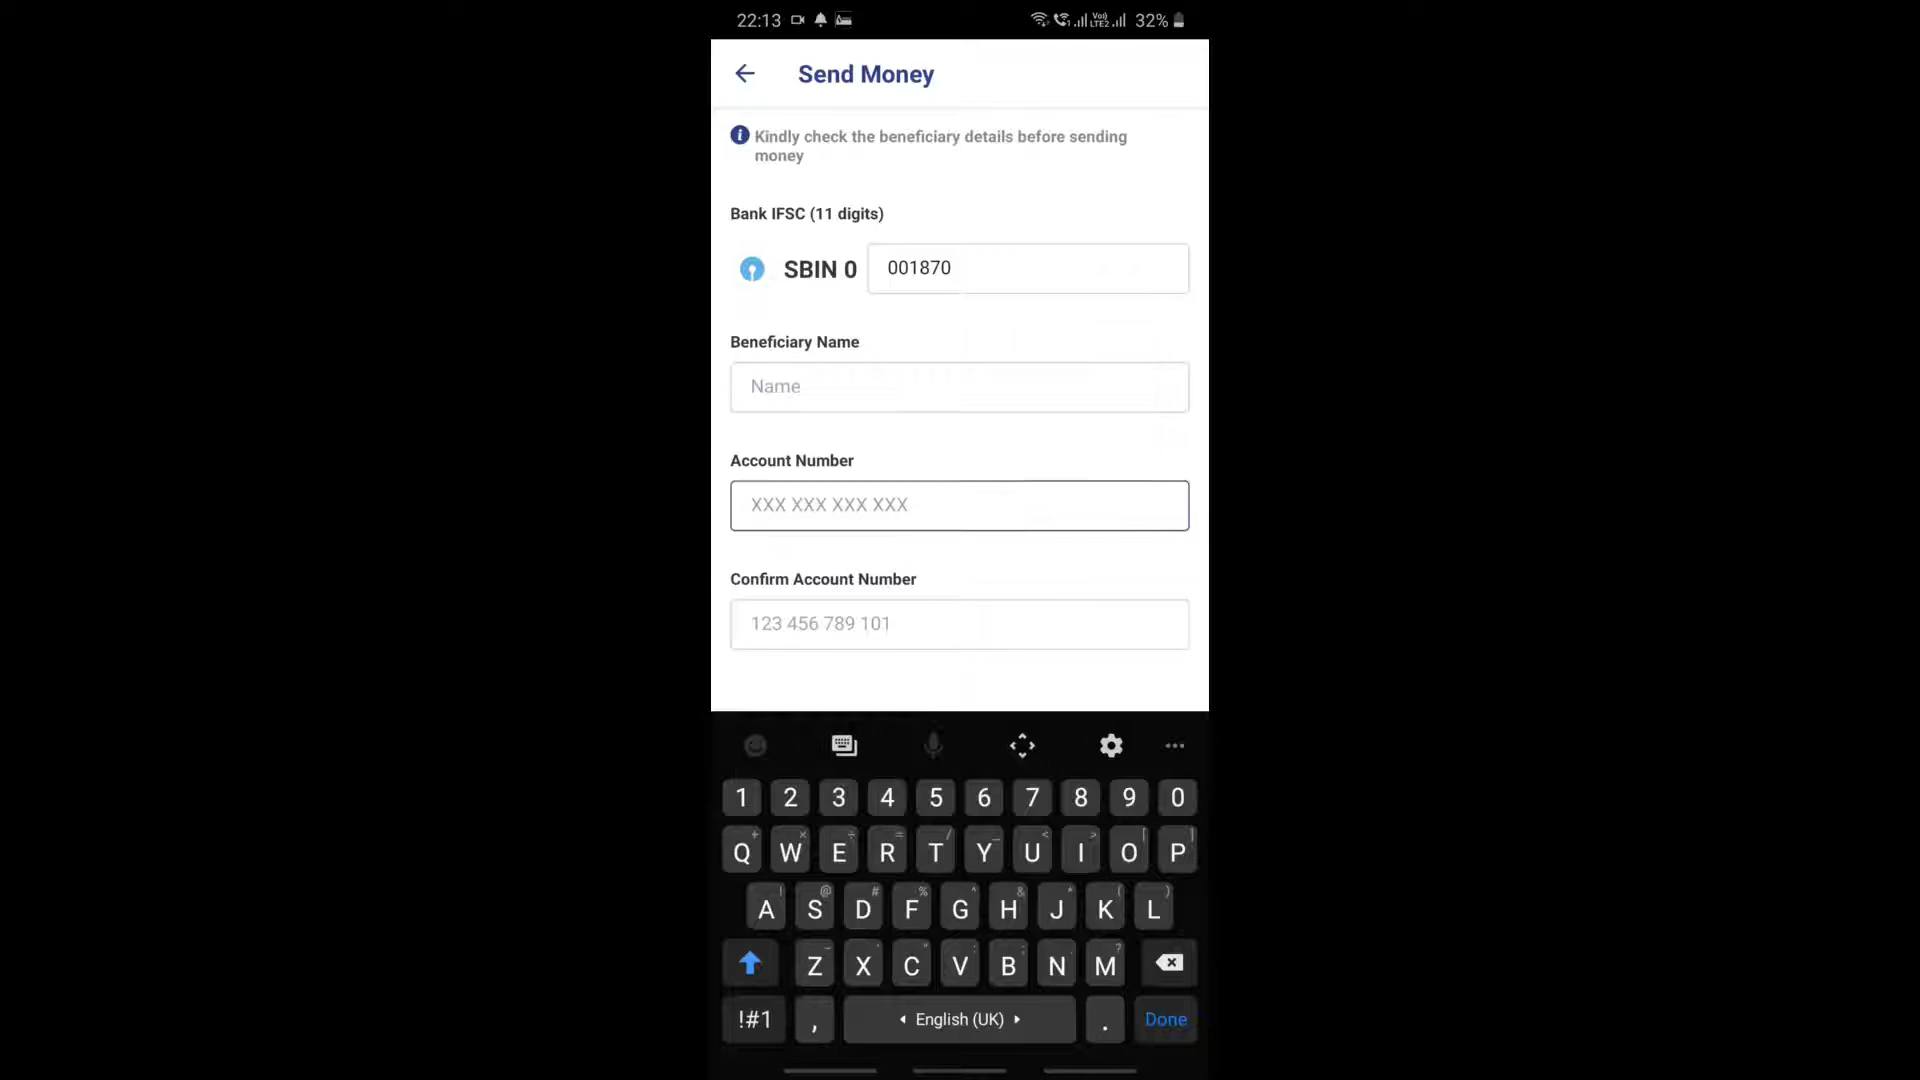 22:13 32%
Send Money
Kindly check the beneficiary details before sending
money
Bank IFSC (11 digits)
SBIN 0 001870
Beneficiary Name
Name
Account Number
XXX XXX XXX XXX
Confirm Account Number
123 456 789 101
1 2 3 4 5 6 7 8 9 0
Q W E R T Y U I O P
A S D F G H J K L
Z X C V B N M
!#1 , English (UK) . Done